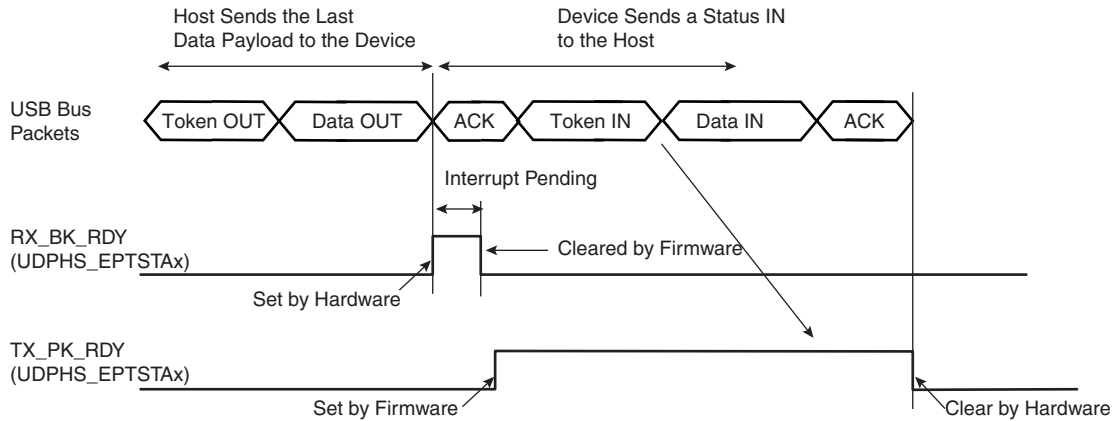 Host Sends the Last
Data Payload to the Device
Device Sends a Status IN
to the Host
USB Bus
Packets
Token OUT
Data OUT
ACK
Token IN
Data IN
ACK
Interrupt Pending
RX_BK_RDY
(UDPHS_EPTSTAx)
Cleared by Firmware
Set by Hardware
TX_PK_RDY
(UDPHS_EPTSTAx)
Set by Firmware
Clear by Hardware